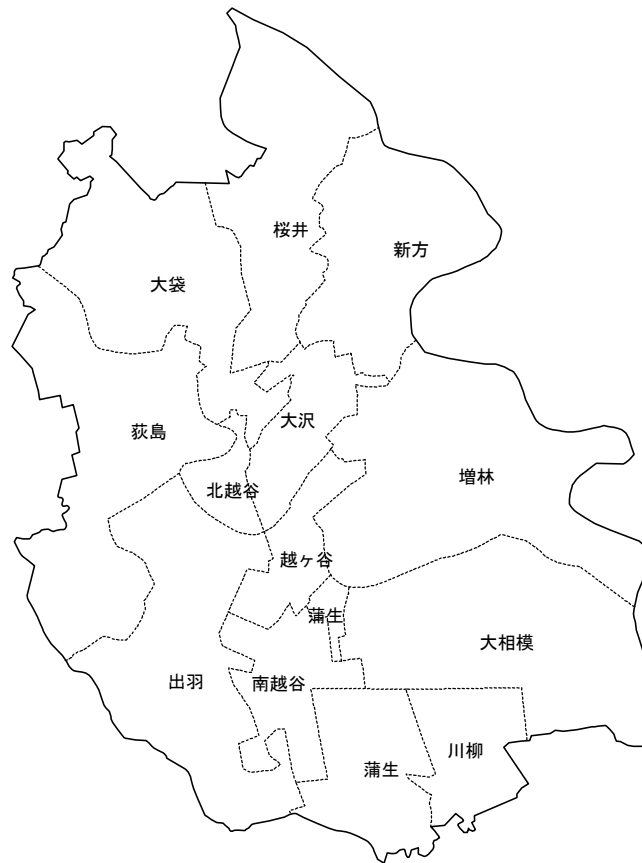 桜井
新方
大袋
大沢
荻島
北越谷
増林
越ヶ谷
蒲生
大相模
出羽
南越谷
川柳
蒲生